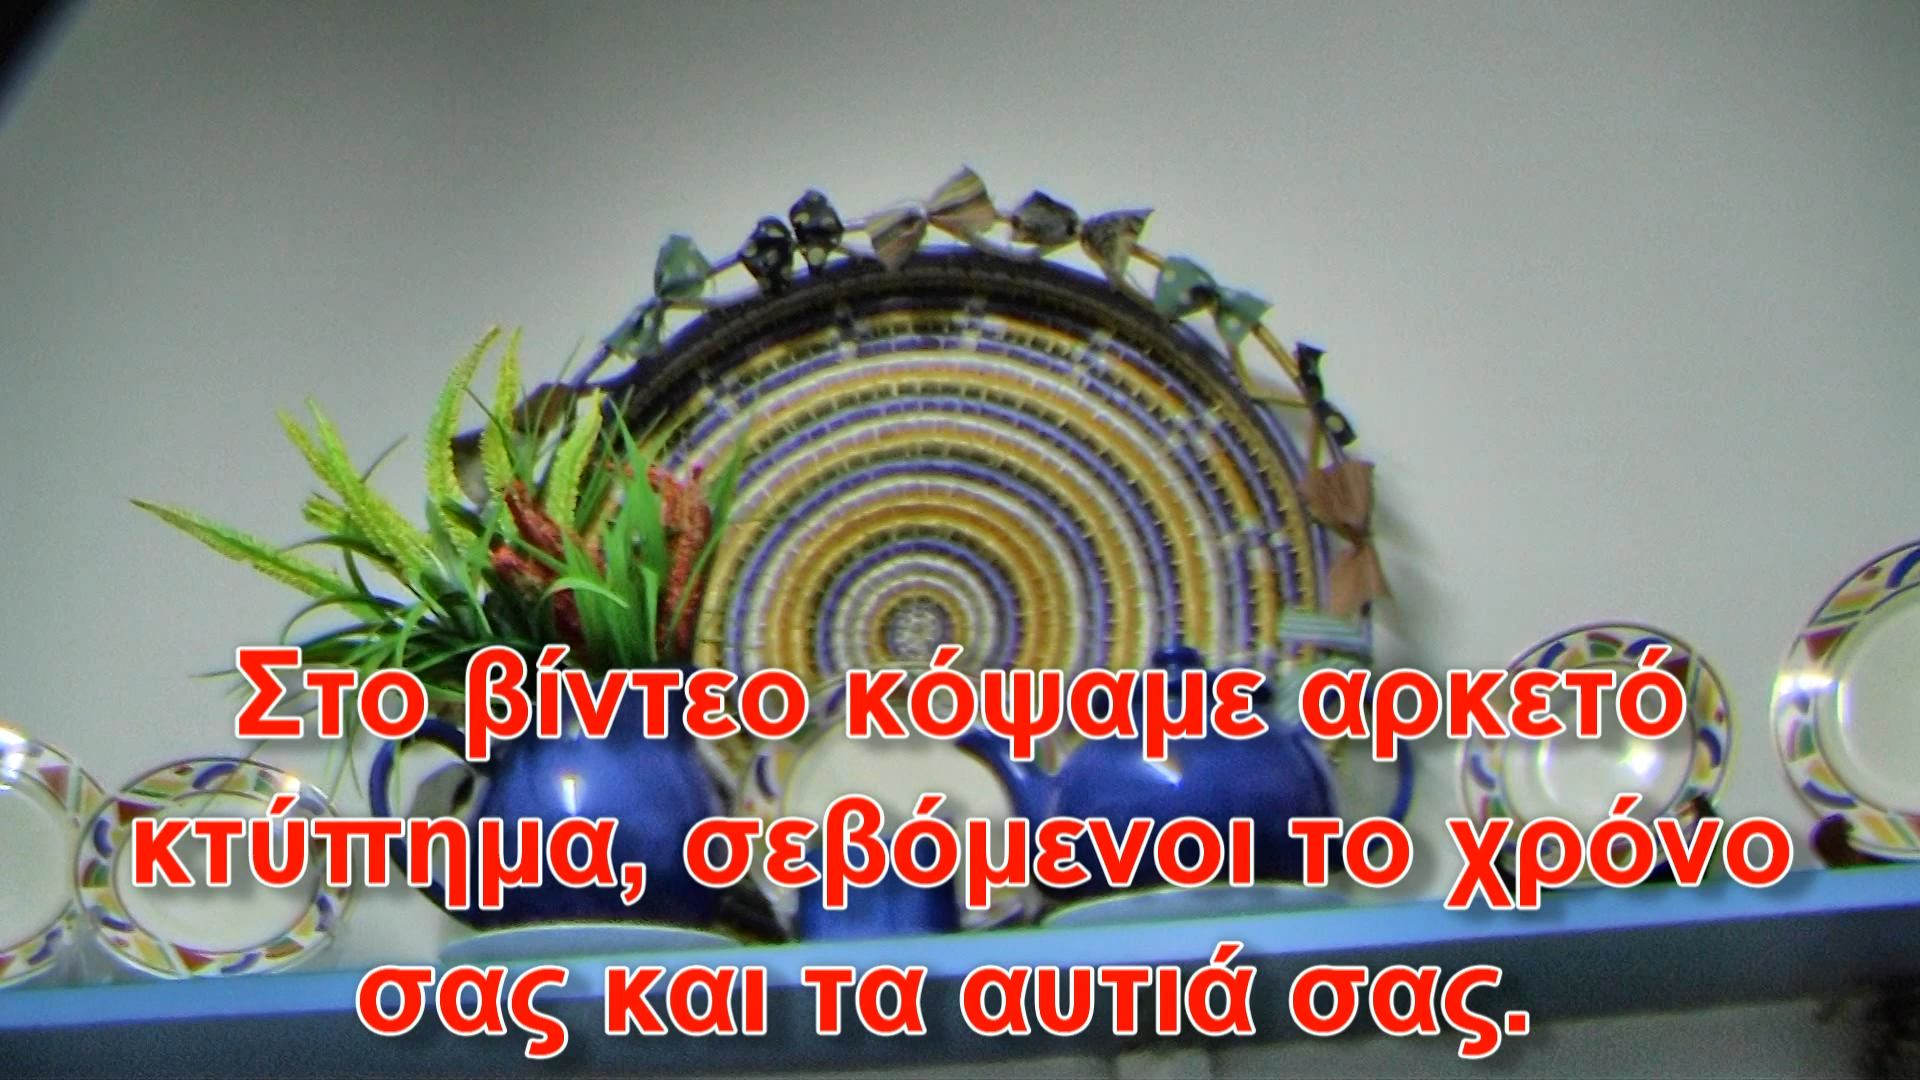 Στο βίντεο κόψαμε αρκετό
κτύπημα, σεβόμενοι το χρόνο
σας και τα αυτιά σας.